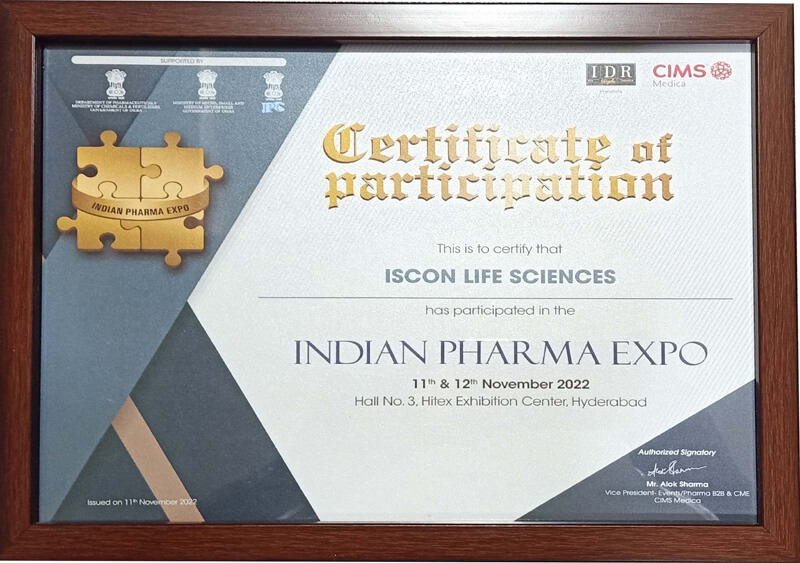 SUPPORTED BY
DEPARTMENT OF PHARMACEUTICALS
MINISTRY OF CHEMICALS & FERTILIZERS
GOVERNMENT OF INDIA
MINISTRY OF MICRO, SMALL AND
MEDIUM ENTERPRISES
GOVERNMENT OF INDIA
IPC
IDR
Presents
CIMS
Medica
INDIAN PHARMA EXPO
Certificate of
participation
This is to certify that
ISCON LIFE SCIENCES
has participated in the
INDIAN PHARMA EXPO
11th & 12th November 2022
Hall No. 3, Hitex Exhibition Center, Hyderabad
Authorized Signatory
Mr. Alok Sharma
Vice President- Events/Pharma B2B & CME
CIMS Medica
Issued on 11th November 2022